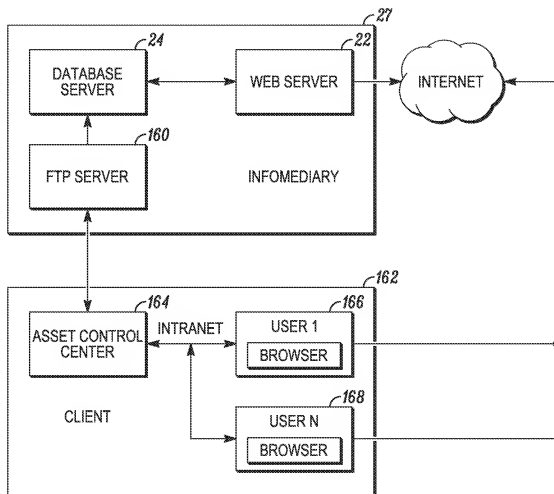 27
24
22
DATABASE
SERVER
WEB SERVER
INTERNET
160
FTP SERVER
INFOMEDIARY
162
164
166
ASSET CONTROL
CENTER
INTRANET
USER 1
BROWSER
168
CLIENT
USER N
BROWSER